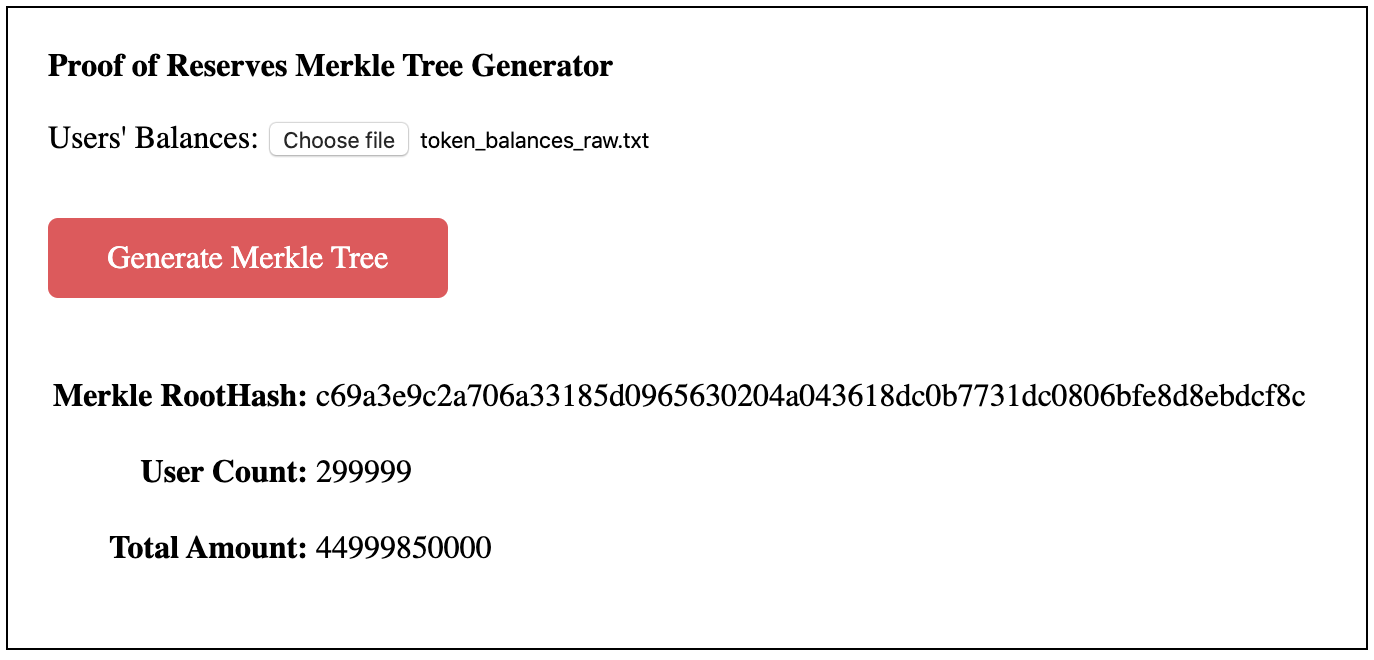 Proof of Reserves Merkle Tree Generator
Users' Balances: Choose file token_balances_raw.txt
Generate Merkle Tree
Merkle RootHash: c69a3e9c2a706a33185d0965630204a043618dc0b7731dc0806bfe8d8ebdcf8c
User Count: 299999
Total Amount: 44999850000